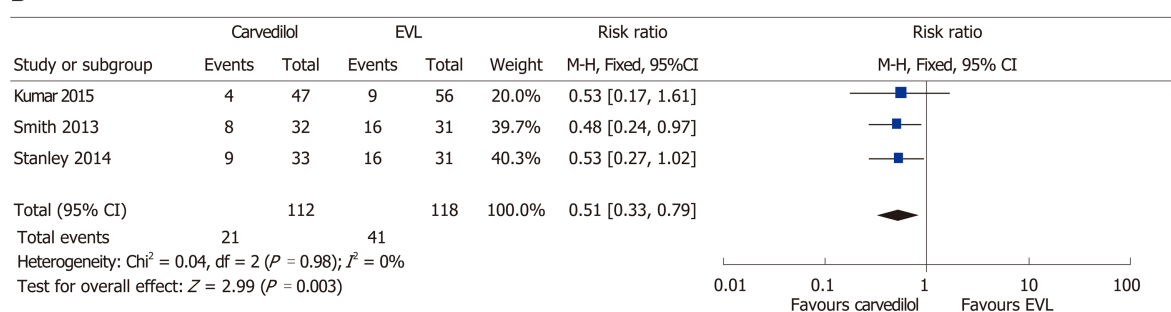 Carvedilol EVL Risk ratio Risk ratio
Study or subgroup Events Total Events Total Weight M-H, Fixed, 95%CI M-H, Fixed, 95% CI
Kumar 2015 4 47 9 56 20.0% 0.53 [0.17, 1.61]
Smith 2013 8 32 16 31 39.7% 0.48 [0.24, 0.97]
Stanley 2014 9 33 16 31 40.3% 0.53 [0.27, 1.02]
Total (95% CI) 112 118 100.0% 0.51 [0.33, 0.79]
Total events 21 41
Heterogeneity: Chi² = 0.04, df = 2 (P = 0.98); I² = 0%
Test for overall effect: Z = 2.99 (P = 0.003)
0.01 0.1 1 10 100
Favours carvedilol Favours EVL